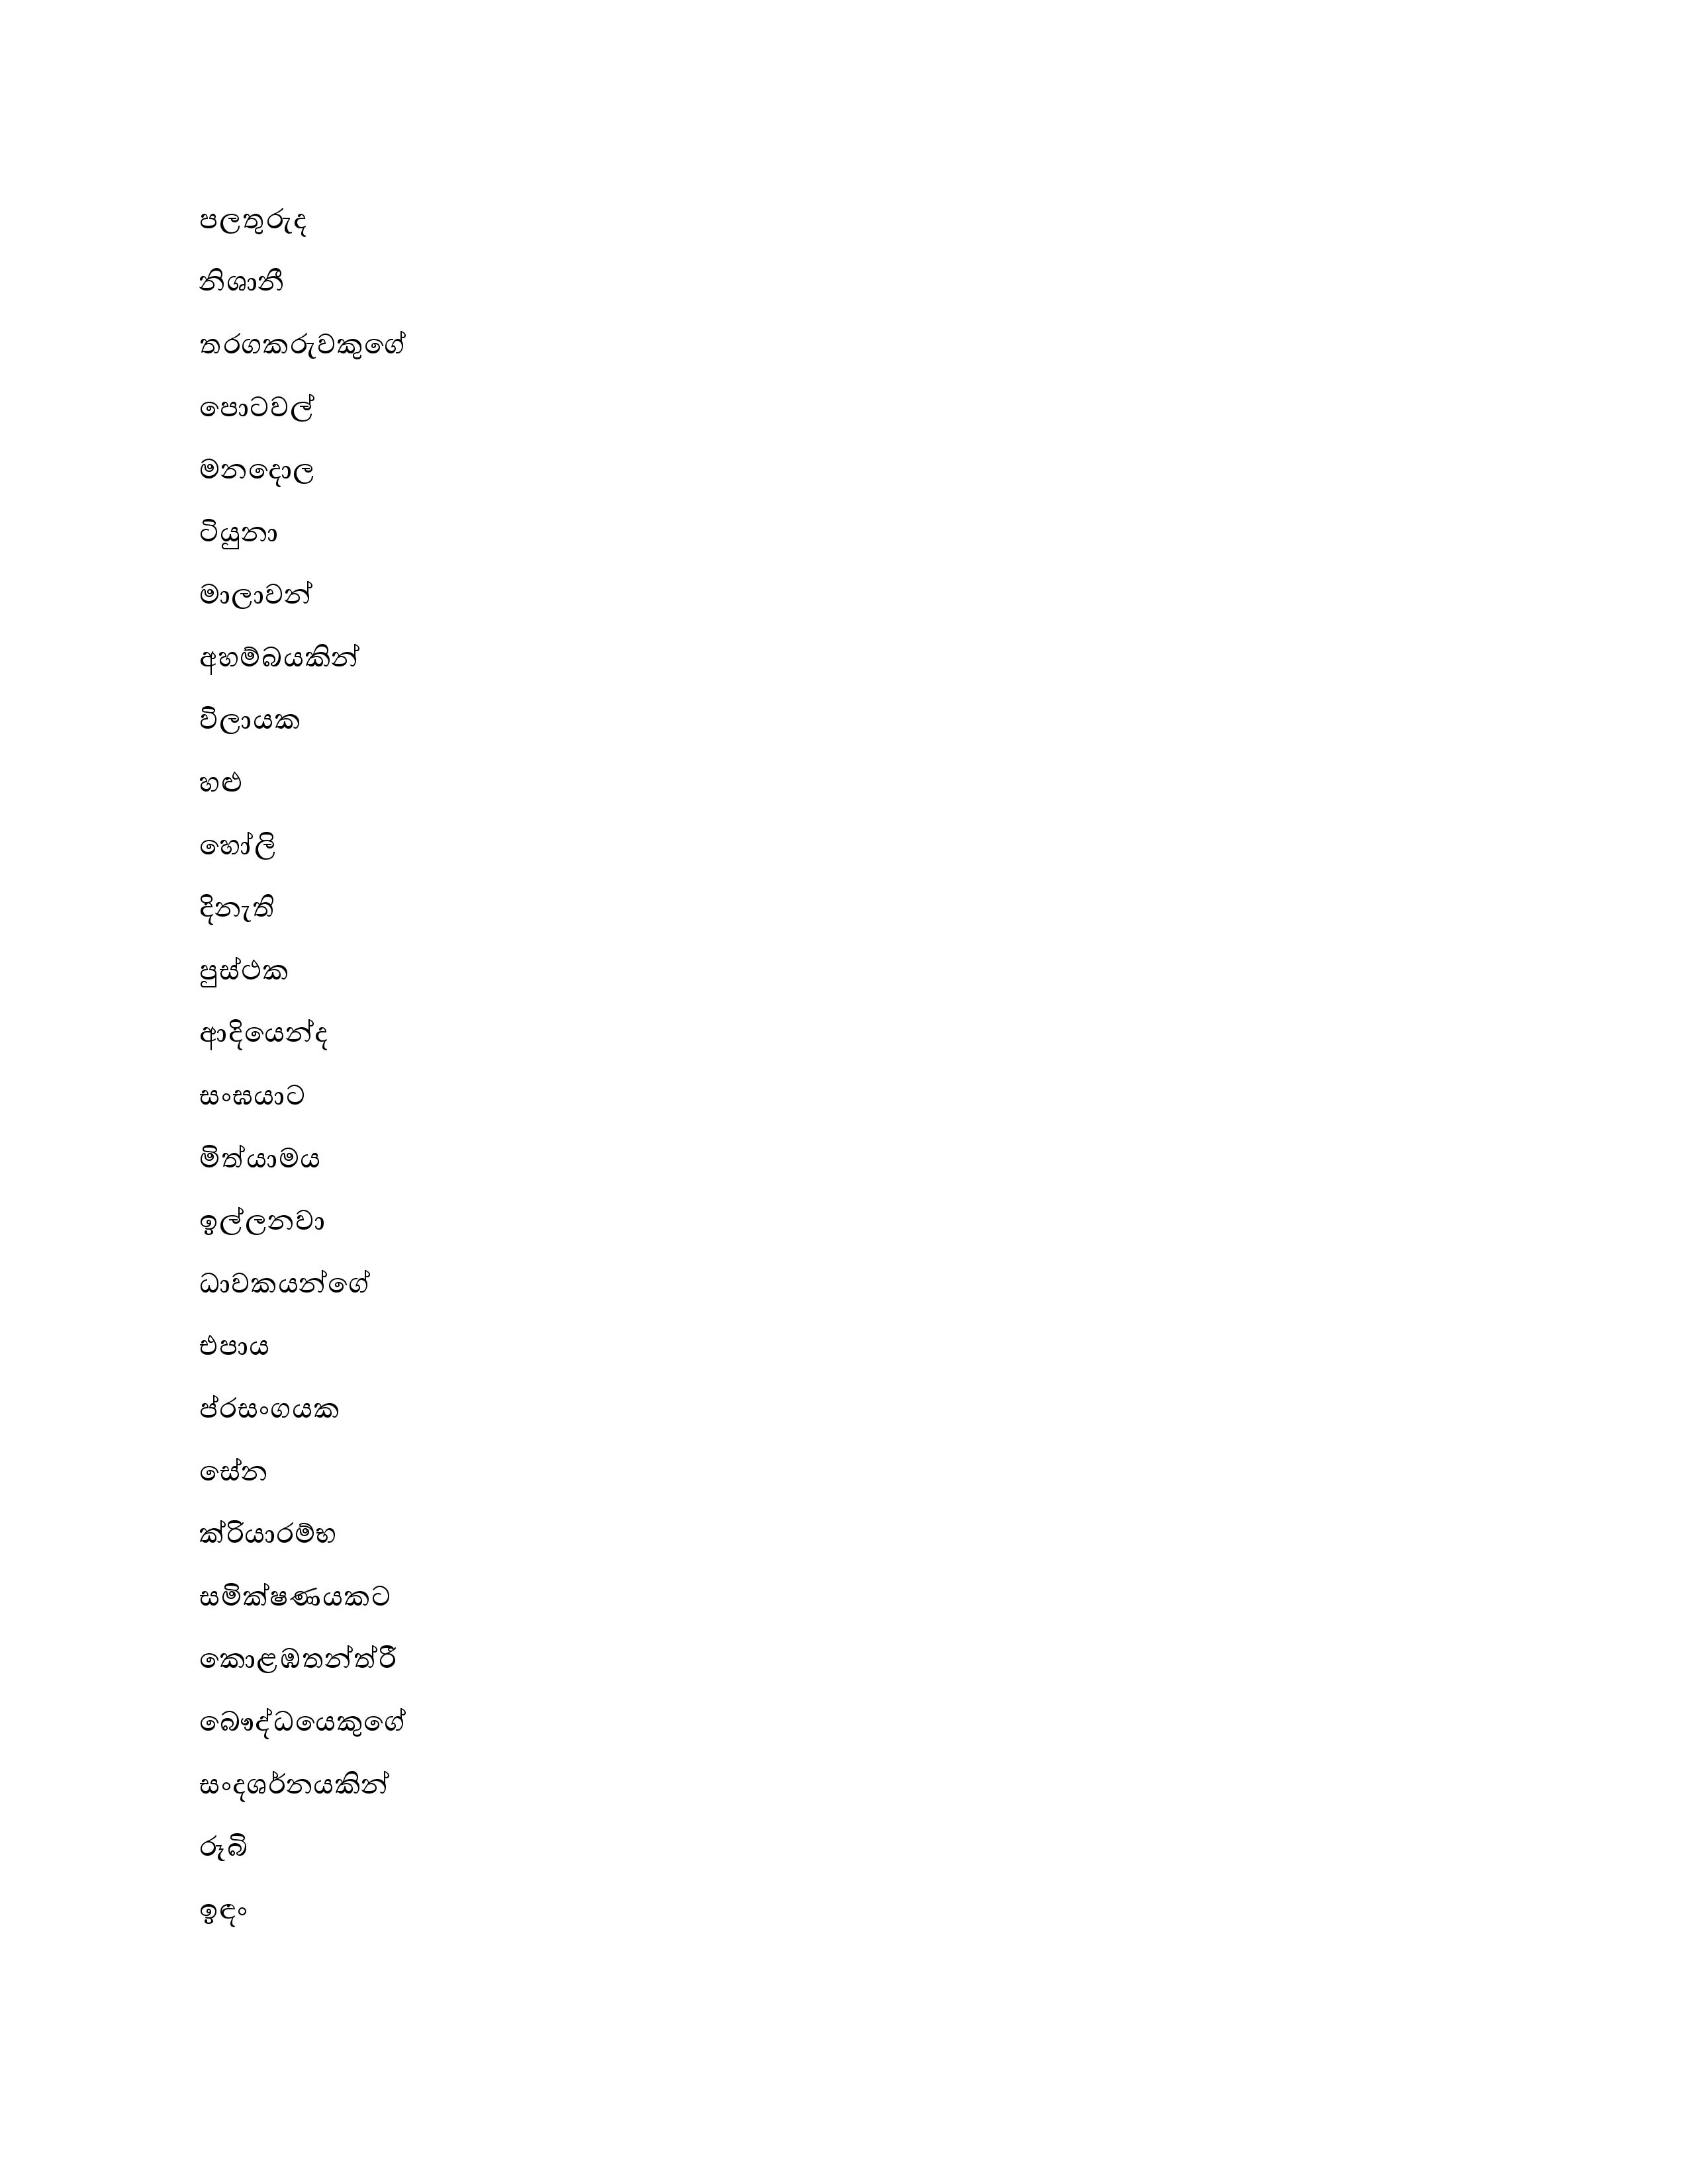 පලතුරුද
නිශානී
තරගකරුවකුගේ
පොටවල්
මනදොල
ටියුනා
මාලාවන්
අහම්බයකින්
විලායක
හළු
හෝලි
දිනැති
පුස්ථක
ආදියෙන්ද
සංඝයාට
මිත්යාමය
ඉල්ලනවා
ධාවකයන්ගේ
එපාය
ප්රසංගයක
සේන
ක්රියාරම්භ
සමික්ෂණයකට
කොළඹතන්ත්රී
බෞද්ධයෙකුගේ
සංදශර්නයකින්
රූබි
ඉඳං